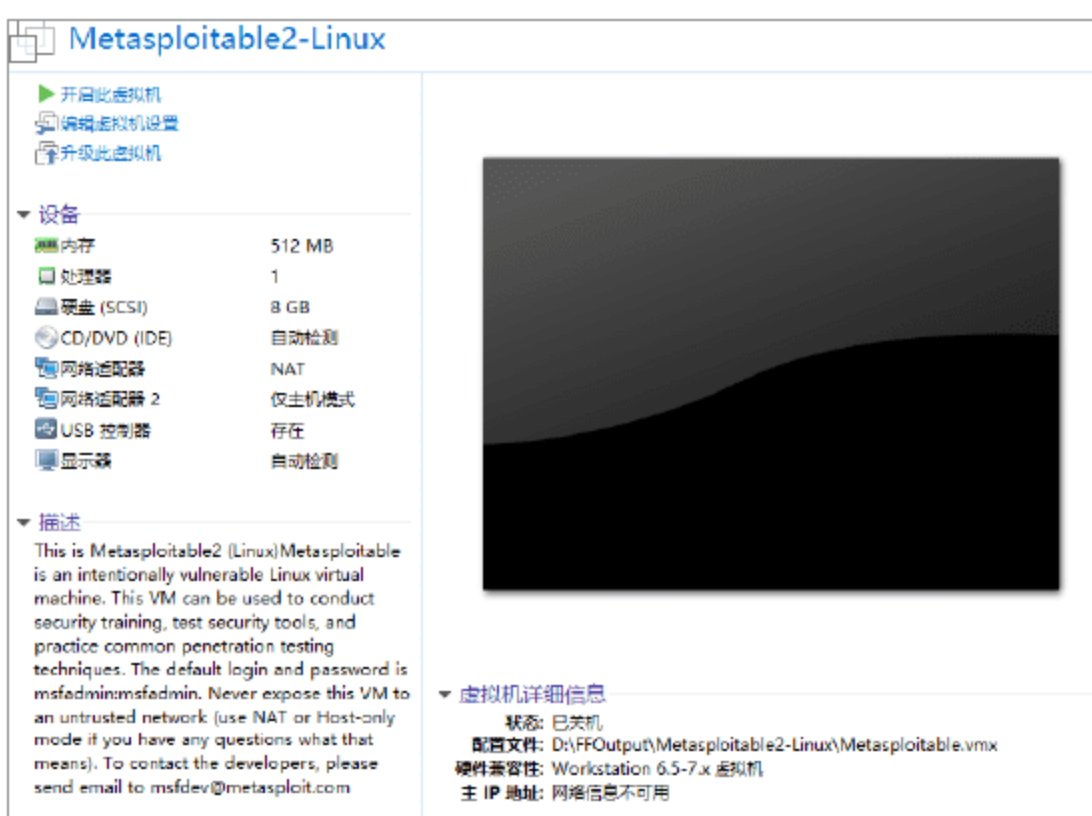 Metasploitable2-Linux
开启此虚拟机
编辑虚拟机设置
升级此虚拟机
设备
内存 512 MB
处理器 1
硬盘 (SCSI) 8 GB
CD/DVD (IDE) 自动检测
网络适配器 NAT
网络适配器 2 仅主机模式
USB 控制器 存在
显示器 自动检测
描述
This is Metasploitable2 (Linux)Metasploitable
is an intentionally vulnerable Linux virtual
machine. This VM can be used to conduct
security training, test security tools, and
practice common penetration testing
techniques. The default login and password is
msfadmin:msfadmin. Never expose this VM to
an untrusted network (use NAT or Host-only
mode if you have any questions what that
means). To contact the developers, please
send email to msfdev@metasploit.com
虚拟机详细信息
状态: 已关机
配置文件: D:\FFOutput\Metasploitable2-Linux\Metasploitable.vmx
硬件兼容性: Workstation 6.5-7.x 虚拟机
主 IP 地址: 网络信息不可用